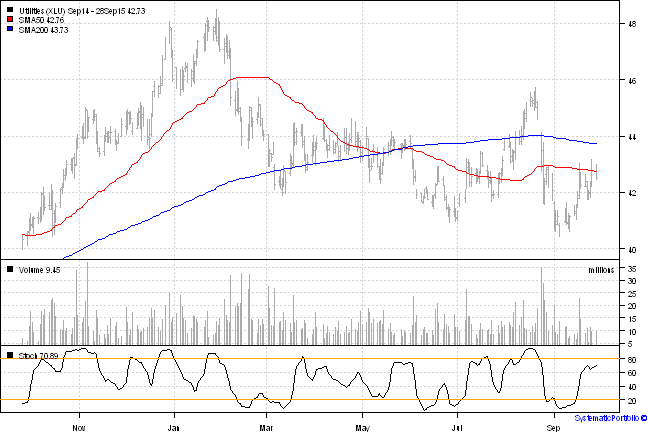 Utilities (XLU) Sep14 - 28Sep15 42.73
SMA50 42.76
SMA200 43.73
48
46
44
42
40
Volume 9.45
millions
35
30
25
20
15
10
5
Stoch 70.89
80
60
40
20
Nov
Jan
Mar
May
Jul
Sep
SystematicPortfolio ©